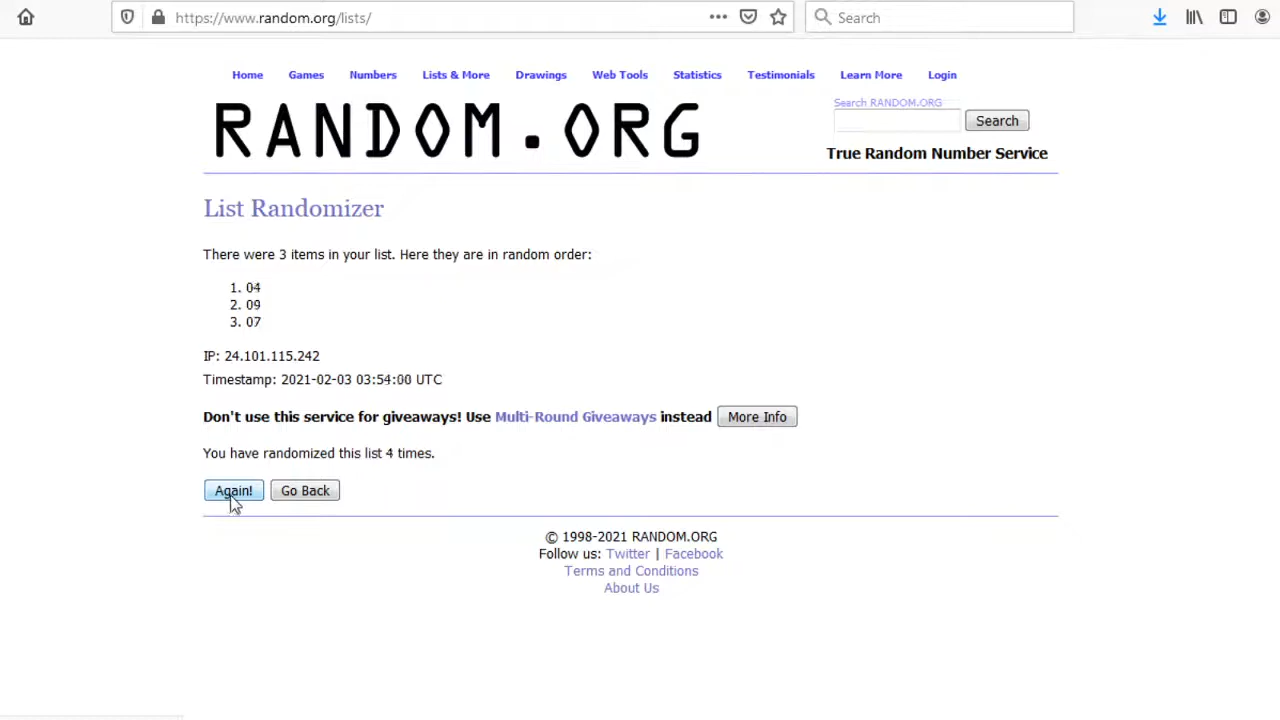 https://www.random.org/lists/
Search
Home Games Numbers Lists & More Drawings Web Tools Statistics Testimonials Learn More Login
RANDOM.ORG
Search RANDOM.ORG
Search
True Random Number Service
List Randomizer
There were 3 items in your list. Here they are in random order:
1. 04
2. 09
3. 07
IP: 24.101.115.242
Timestamp: 2021-02-03 03:54:00 UTC
Don't use this service for giveaways! Use Multi-Round Giveaways instead More Info
You have randomized this list 4 times.
Again! Go Back
© 1998-2021 RANDOM.ORG
Follow us: Twitter | Facebook
Terms and Conditions
About Us